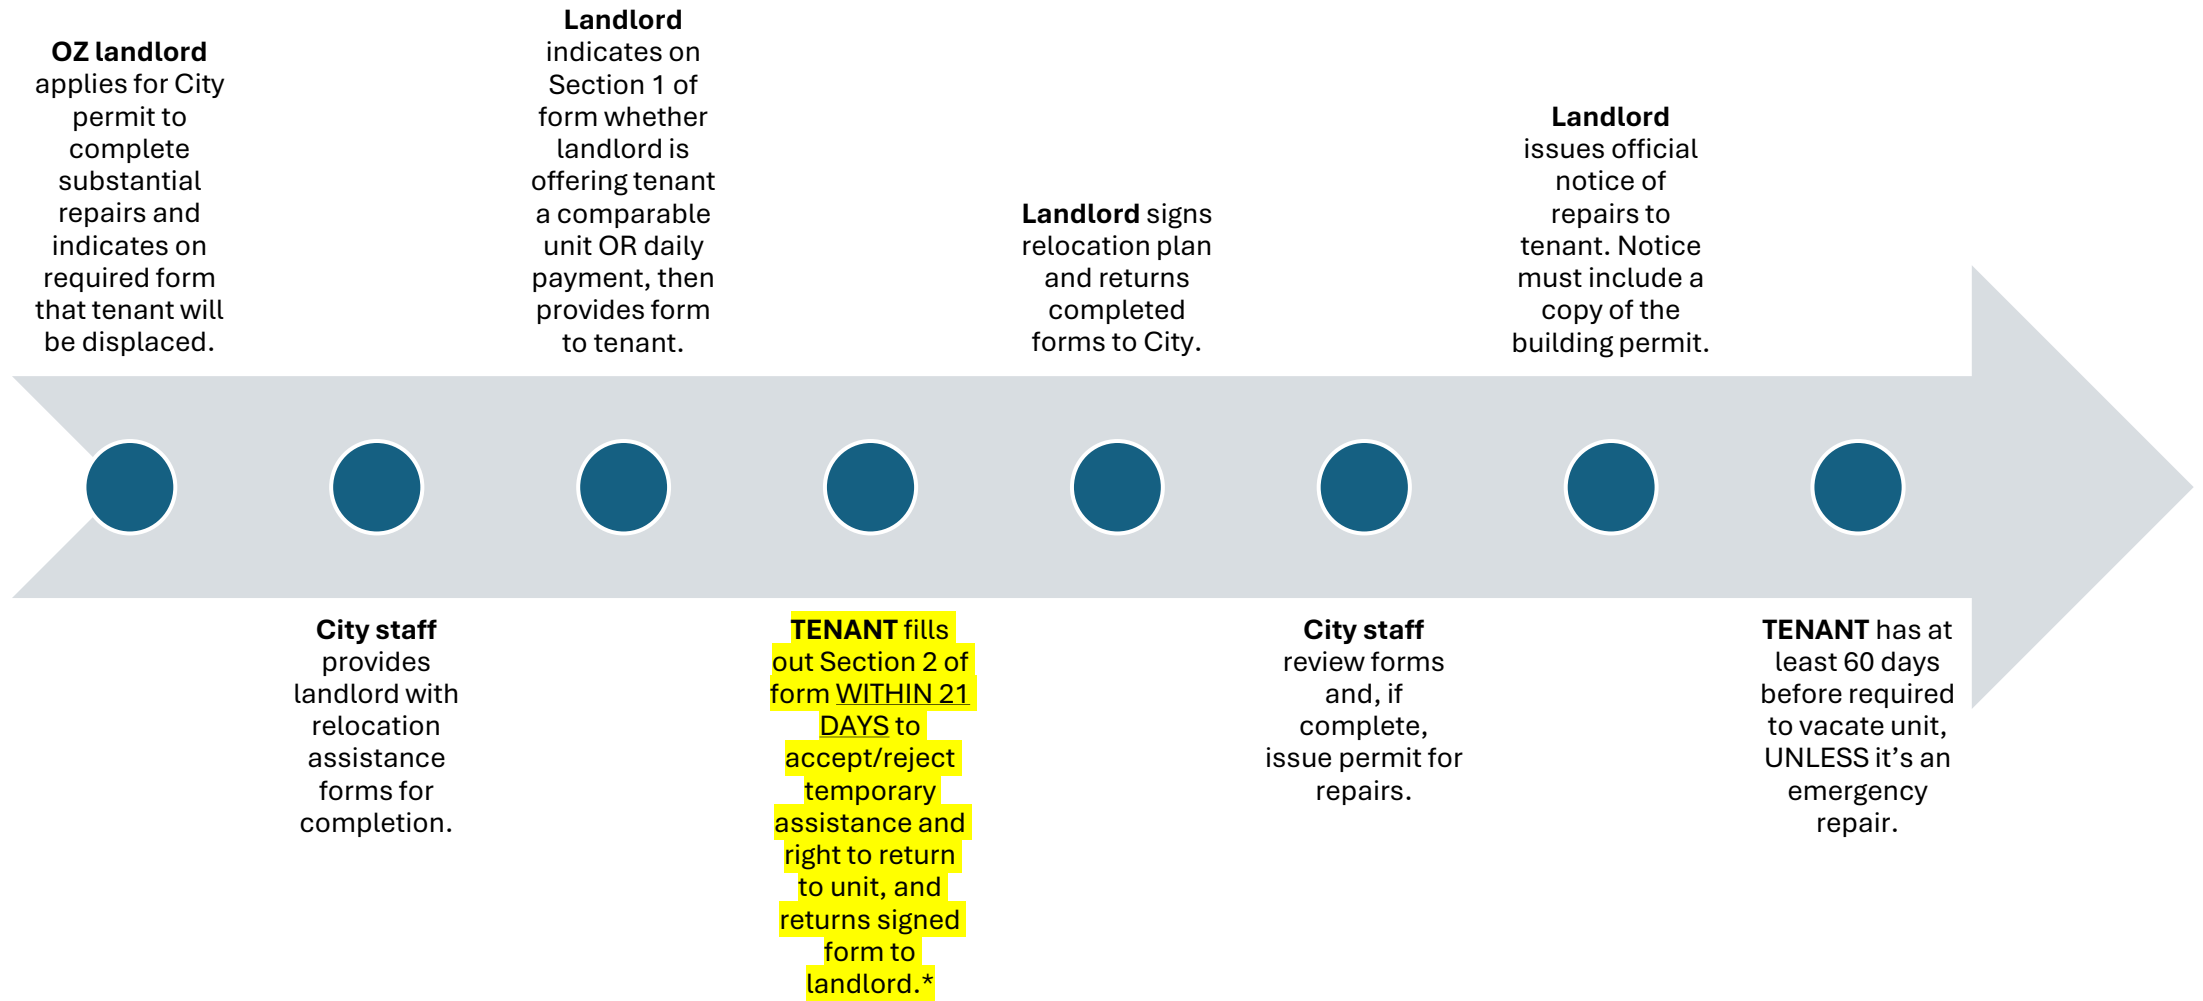 OZ landlord
applies for City
permit to
complete
substantial
repairs and
indicates on
required form
that tenant will
be displaced.
City staff
provides
landlord with
relocation
assistance
forms for
completion.
Landlord
indicates on
Section 1 of
form whether
landlord is
offering tenant
a comparable
unit OR daily
payment, then
provides form
to tenant.
TENANT fills
out Section 2 of
form WITHIN 21
DAYS to
accept/reject
temporary
assistance and
right to return
to unit, and
returns signed
form to
landlord.*
Landlord signs
relocation plan
and returns
completed
forms to City.
City staff
review forms
and, if
complete,
issue permit for
repairs.
Landlord
issues official
notice of
repairs to
tenant. Notice
must include a
copy of the
building permit.
TENANT has at
least 60 days
before required
to vacate unit,
UNLESS it’s an
emergency
repair.